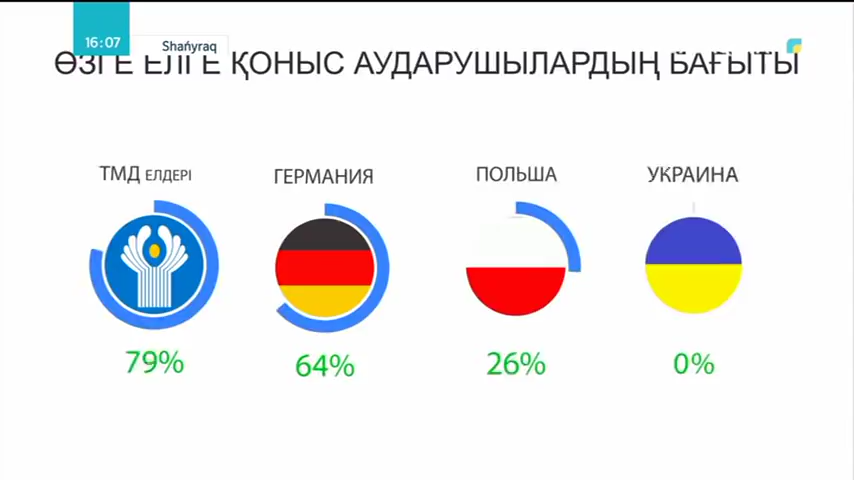 16:07
Shańyraq
ӨЗГЕ ЕЛГЕ ҚОНЫС АУДАРУШЫЛАРДЫҢ БАҒЫТЫ
ТМД ЕЛДЕРІ
ГЕРМАНИЯ
ПОЛЬША
УКРАИНА
79%
64%
26%
0%